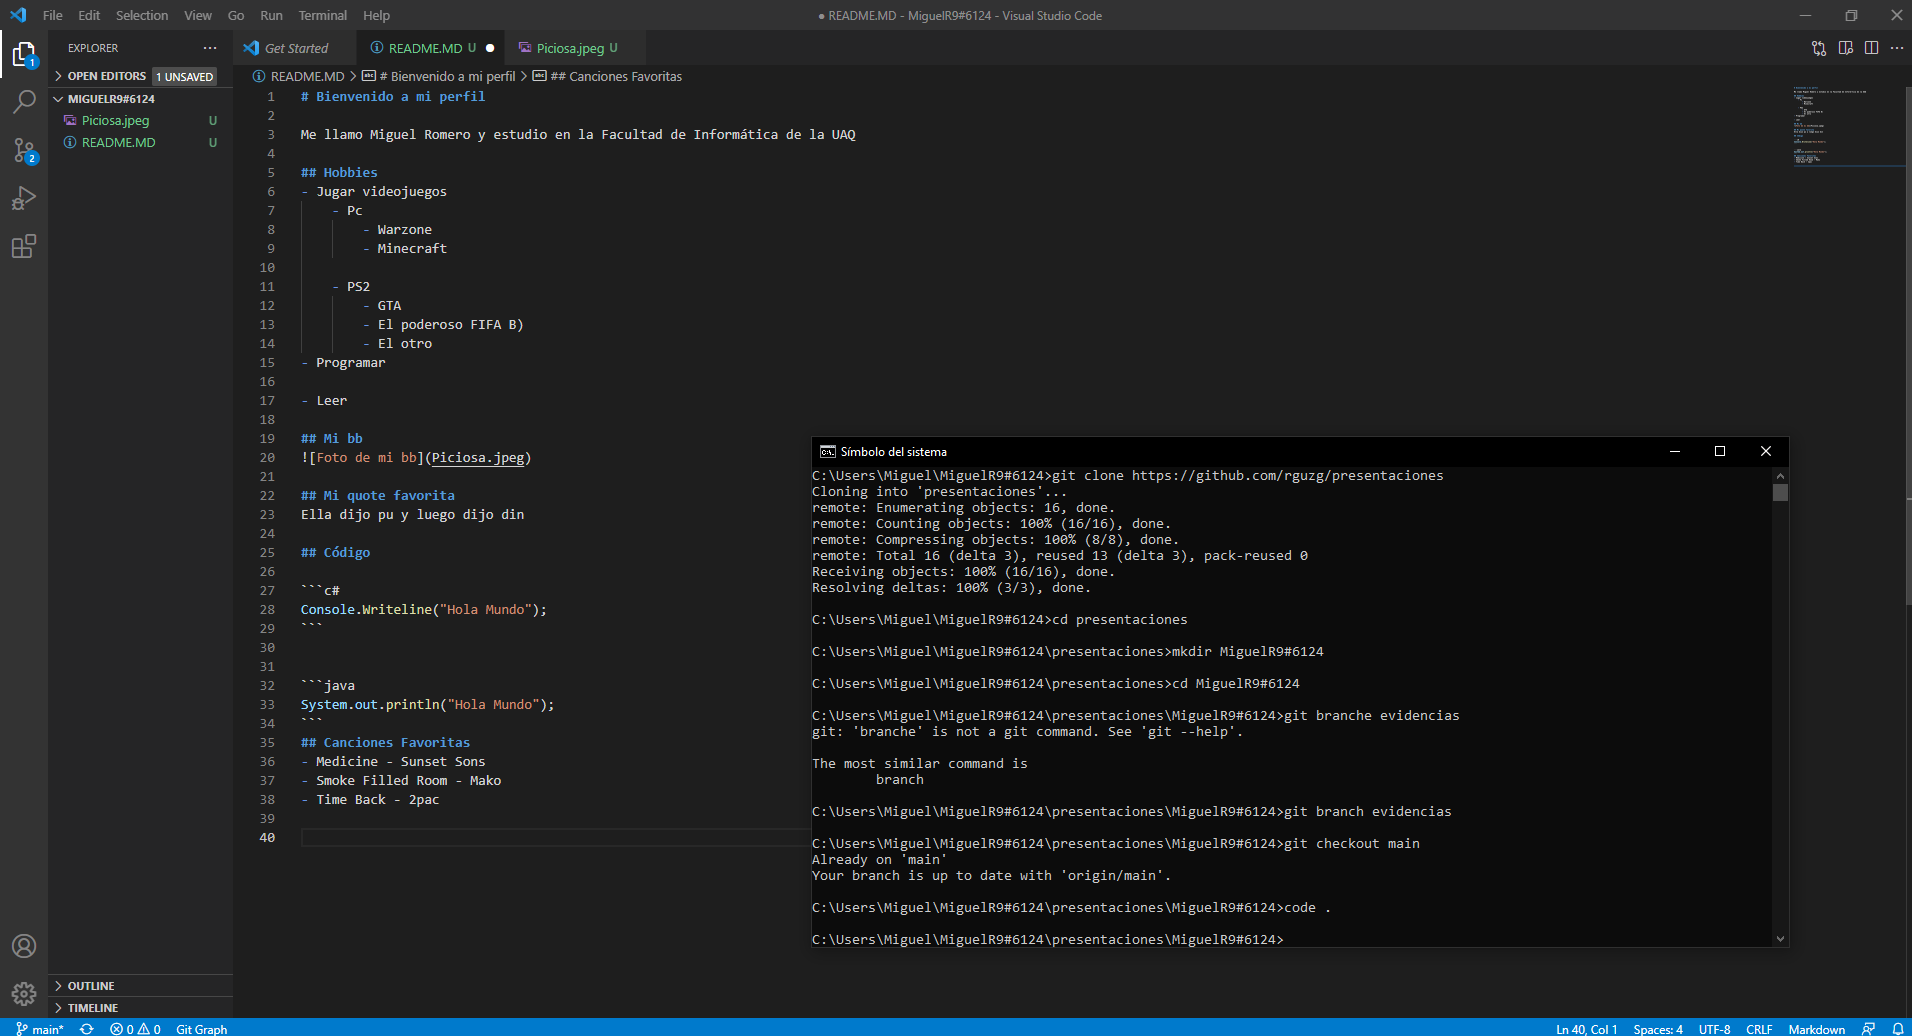 File Edit Selection View Go Run Terminal Help
● README.MD - MiguelR9#6124 - Visual Studio Code
EXPLORER
OPEN EDITORS 1 UNSAVED
MIGUELR9#6124
Piciosa.jpeg U
README.MD U
OUTLINE
TIMELINE
1
2
Get Started
README.MD U ●
Piciosa.jpeg U
README.MD > # Bienvenido a mi perfil > ## Canciones Favoritas
1 # Bienvenido a mi perfil
2
3 Me llamo Miguel Romero y estudio en la Facultad de Informática de la UAQ
4
5 ## Hobbies
6 - Jugar videojuegos
7 - Pc
8 - Warzone
9 - Minecraft
10
11 - PS2
12 - GTA
13 - El poderoso FIFA B)
14 - El otro
15 - Programar
16
17 - Leer
18
19 ## Mi bb
20 ![Foto de mi bb](Piciosa.jpeg)
21
22 ## Mi quote favorita
23 Ella dijo pu y luego dijo din
24
25 ## Código
26
27 ```c#
28 Console.Writeline("Hola Mundo");
29 ```
30
31
32 ```java
33 System.out.println("Hola Mundo");
34 ```
35 ## Canciones Favoritas
36 - Medicine - Sunset Sons
37 - Smoke Filled Room - Mako
38 - Time Back - 2pac
39
40
Símbolo del sistema
C:\Users\Miguel\MiguelR9#6124>git clone https://github.com/rguzg/presentaciones
Cloning into 'presentaciones'...
remote: Enumerating objects: 16, done.
remote: Counting objects: 100% (16/16), done.
remote: Compressing objects: 100% (8/8), done.
remote: Total 16 (delta 3), reused 13 (delta 3), pack-reused 0
Receiving objects: 100% (16/16), done.
Resolving deltas: 100% (3/3), done.
C:\Users\Miguel\MiguelR9#6124>cd presentaciones
C:\Users\Miguel\MiguelR9#6124\presentaciones>mkdir MiguelR9#6124
C:\Users\Miguel\MiguelR9#6124\presentaciones>cd MiguelR9#6124
C:\Users\Miguel\MiguelR9#6124\presentaciones\MiguelR9#6124>git branche evidencias
git: 'branche' is not a git command. See 'git --help'.
The most similar command is
branch
C:\Users\Miguel\MiguelR9#6124\presentaciones\MiguelR9#6124>git branch evidencias
C:\Users\Miguel\MiguelR9#6124\presentaciones\MiguelR9#6124>git checkout main
Already on 'main'
Your branch is up to date with 'origin/main'.
C:\Users\Miguel\MiguelR9#6124\presentaciones\MiguelR9#6124>code .
C:\Users\Miguel\MiguelR9#6124\presentaciones\MiguelR9#6124>
main* 0 0 Git Graph
Ln 40, Col 1 Spaces: 4 UTF-8 CRLF Markdown